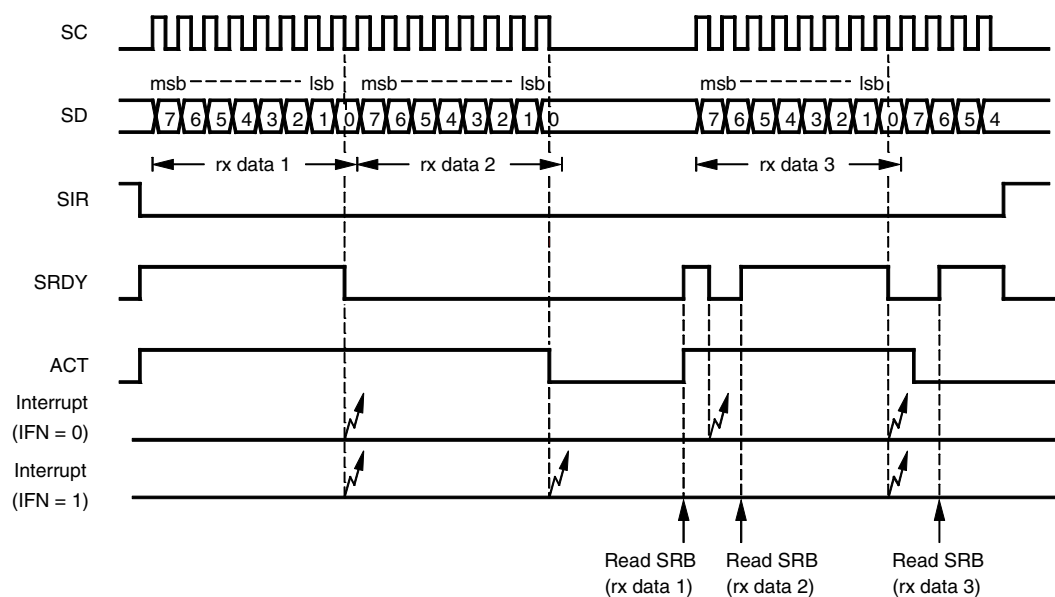 SC
msb lsb msb lsb msb lsb
SD 7 6 5 4 3 2 1 0 7 6 5 4 3 2 1 0 7 6 5 4 3 2 1 0 7 6 5 4
rx data 1 rx data 2 rx data 3
SIR
SRDY
ACT
Interrupt
(IFN = 0)
Interrupt
(IFN = 1)
Read SRB
(rx data 1)
Read SRB
(rx data 2)
Read SRB
(rx data 3)